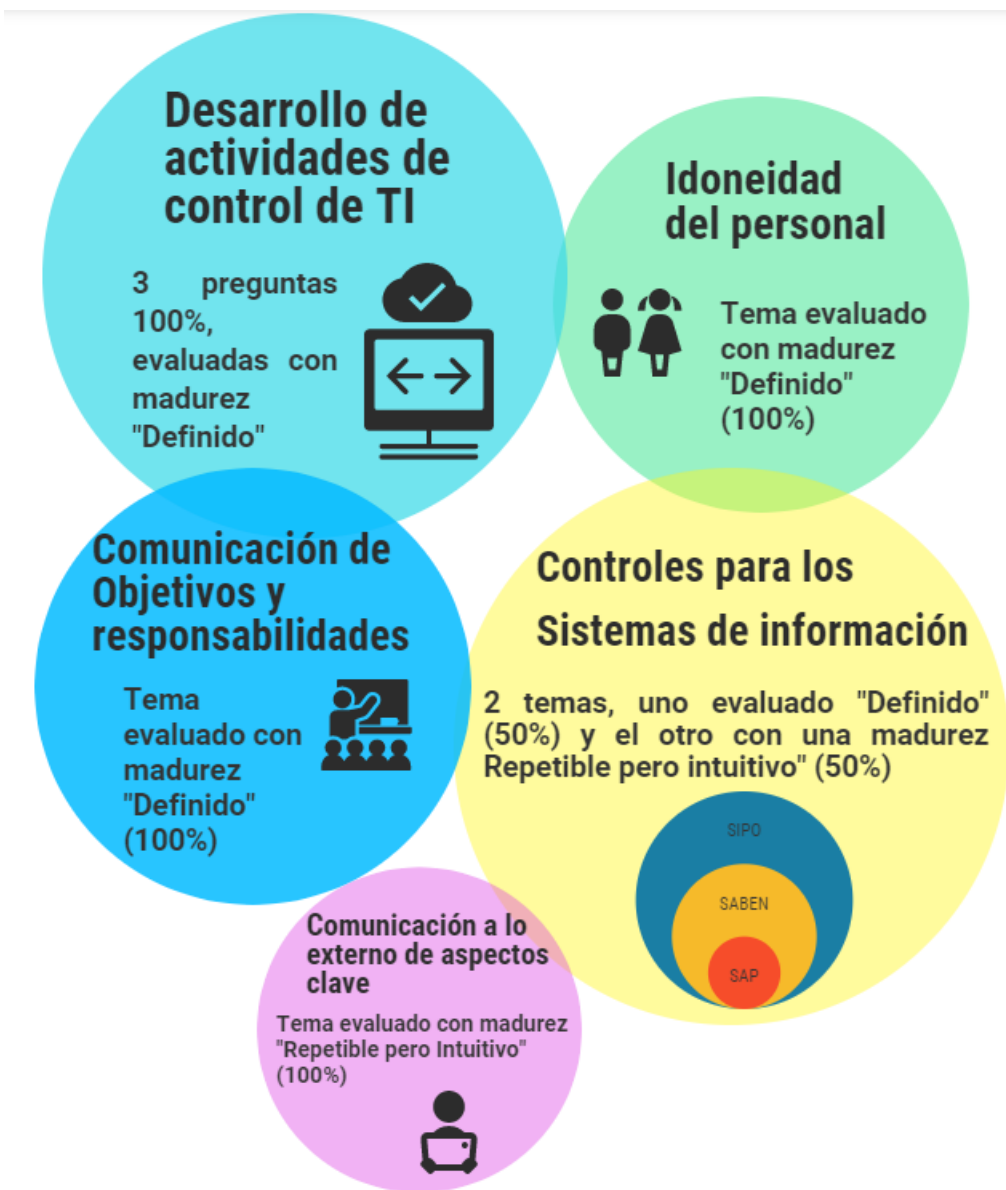 Desarrollo de
actividades de
control de TI
3 preguntas
100%,
evaluadas con
madurez
"Definido"
Idoneidad
del personal
Tema evaluado
con madurez
"Definido"
(100%)
Comunicación de
Objetivos y
responsabilidades
Tema
evaluado con
madurez
"Definido"
(100%)
Controles para los
Sistemas de información
2 temas, uno evaluado "Definido"
(50%) y el otro con una madurez
Repetible pero intuitivo" (50%)
SIPO
SABEN
SAP
Comunicación a lo
externo de aspectos
clave
Tema evaluado con madurez
"Repetible pero Intuitivo"
(100%)